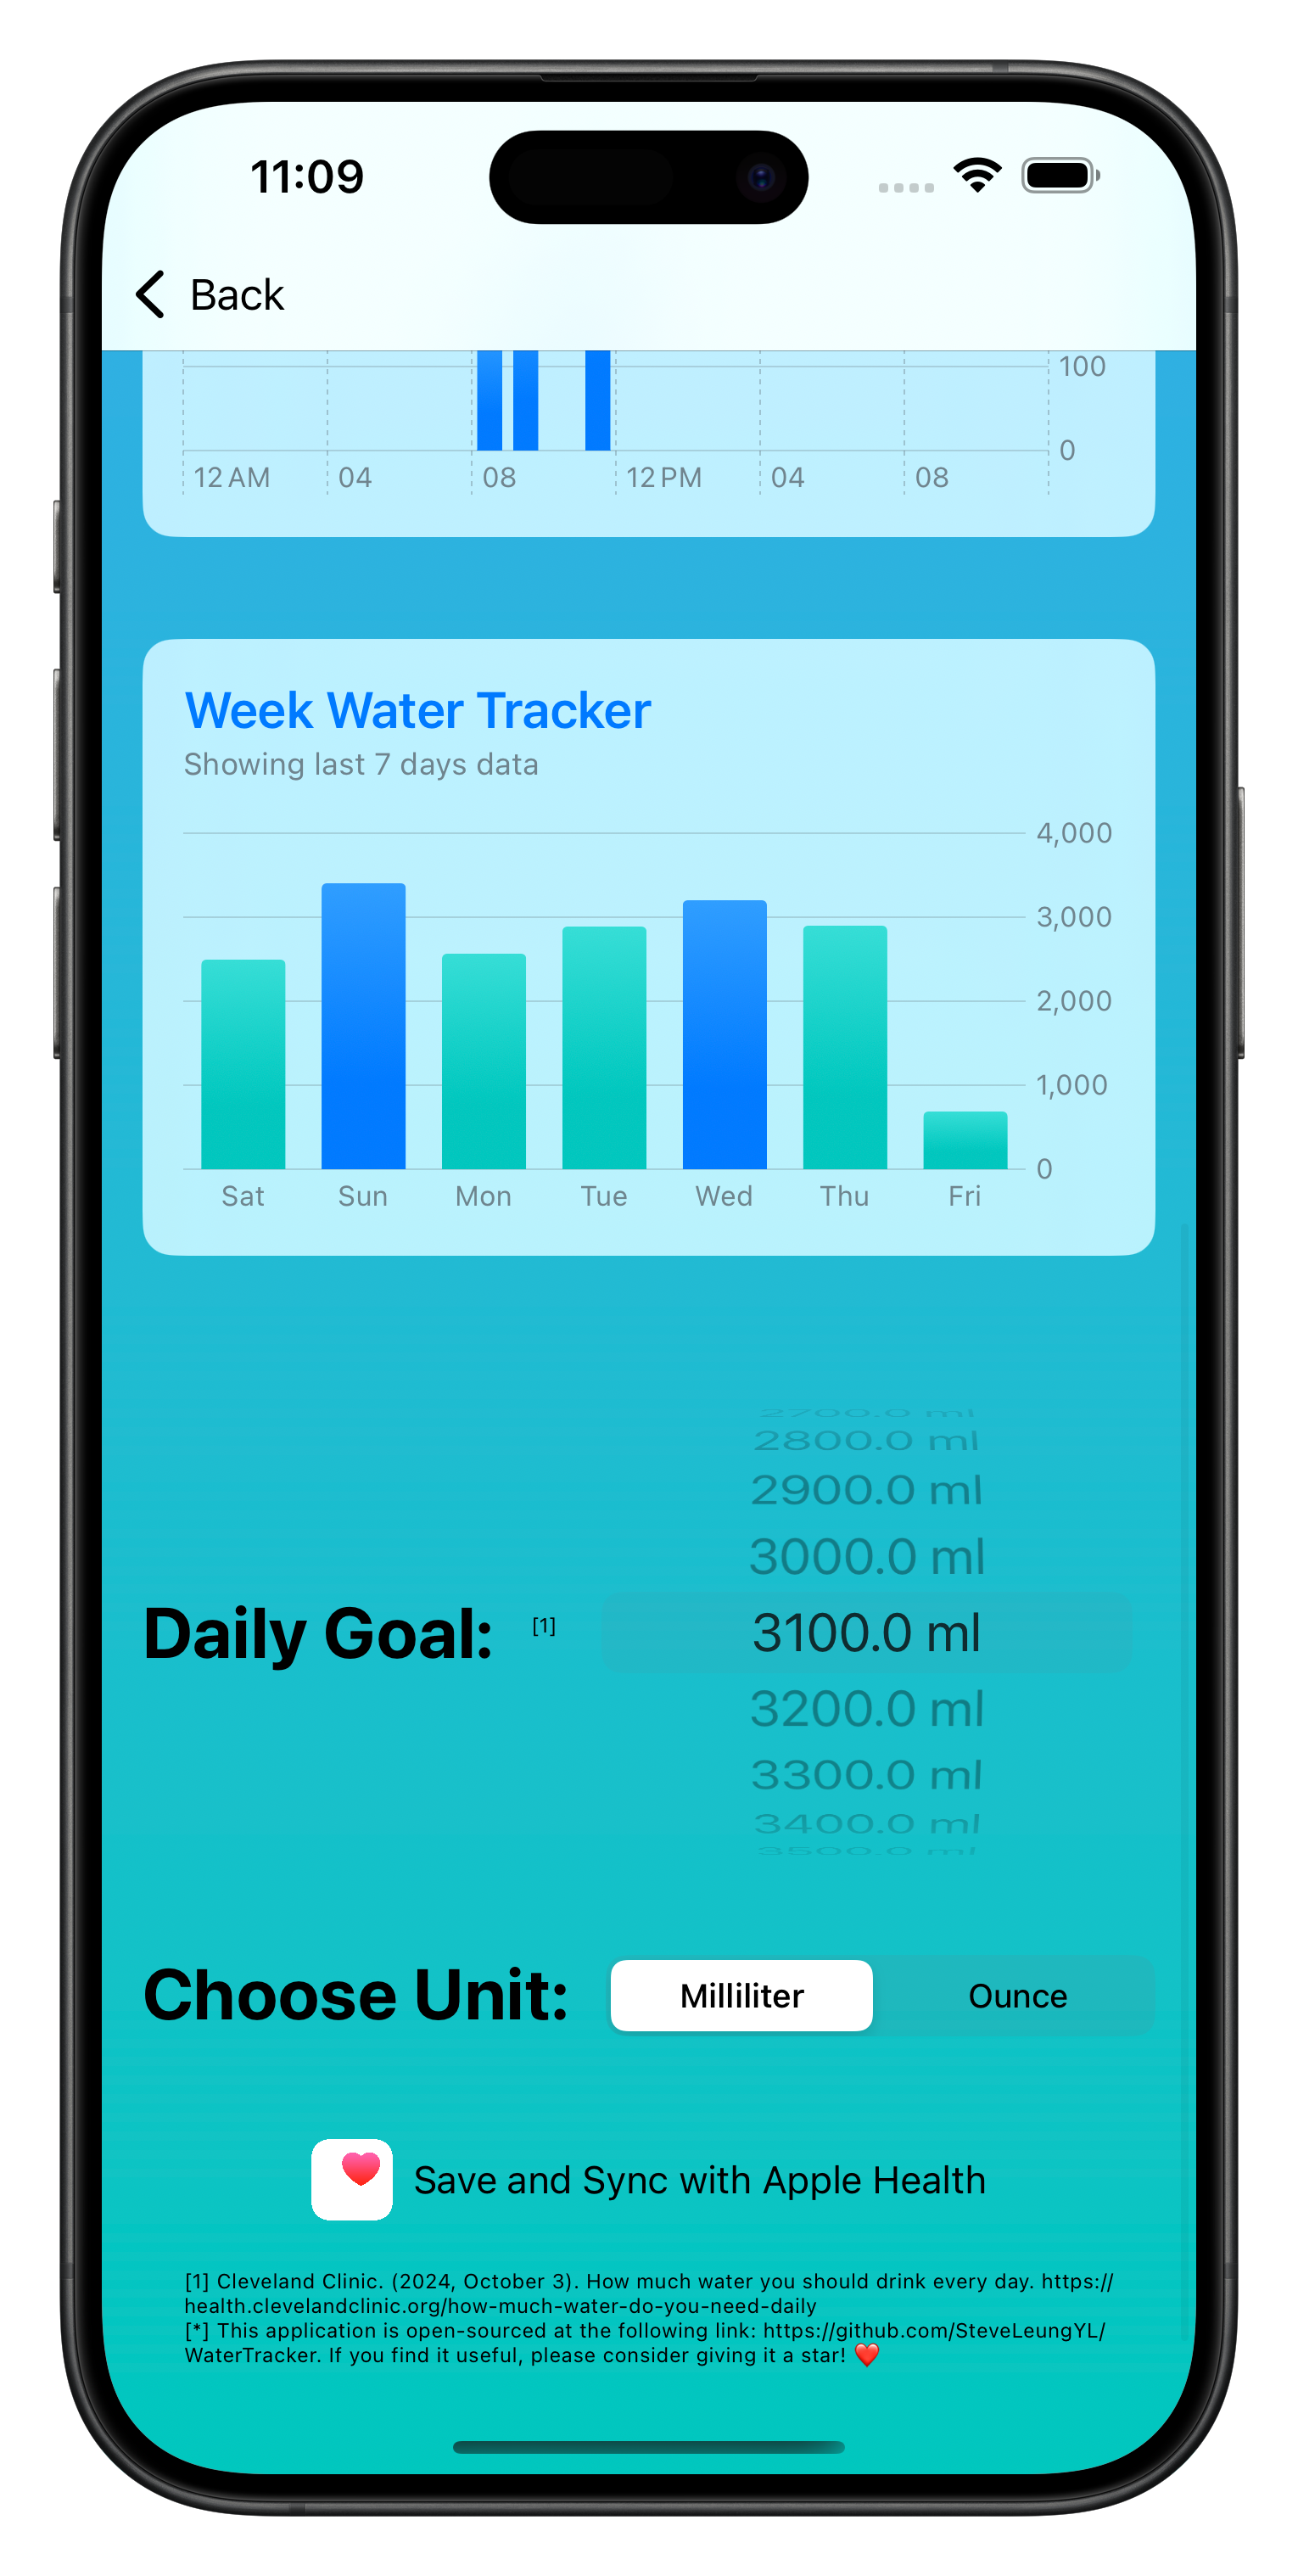 11:09
Back
100
0
12 AM 04 08 12 PM 04 08
Week Water Tracker
Showing last 7 days data
4,000
3,000
2,000
1,000
0
Sat Sun Mon Tue Wed Thu Fri
2700.0 ml
2800.0 ml
2900.0 ml
3000.0 ml
Daily Goal: [1] 3100.0 ml
3200.0 ml
3300.0 ml
3400.0 ml
3500.0 ml
Choose Unit: Milliliter Ounce
Save and Sync with Apple Health
[1] Cleveland Clinic. (2024, October 3). How much water you should drink every day. https://
health.clevelandclinic.org/how-much-water-do-you-need-daily
[*] This application is open-sourced at the following link: https://github.com/SteveLeungYL/
WaterTracker. If you find it useful, please consider giving it a star! ❤️